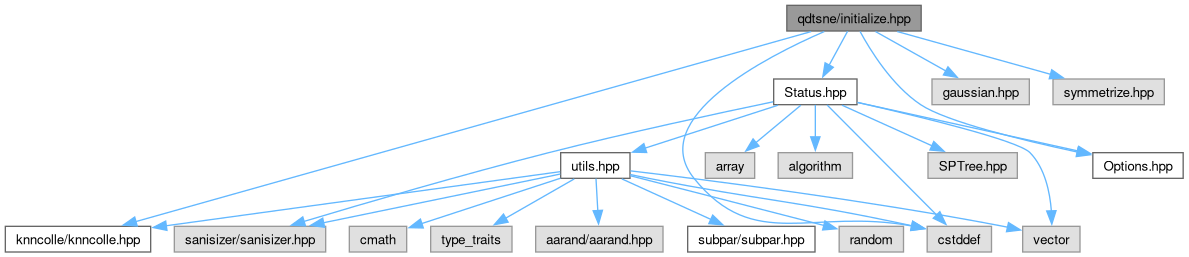 qdtsne/initialize.hpp
Status.hpp
gaussian.hpp
symmetrize.hpp
utils.hpp
array
algorithm
SPTree.hpp
Options.hpp
knncolle/knncolle.hpp
sanisizer/sanisizer.hpp
cmath
type_traits
aarand/aarand.hpp
subpar/subpar.hpp
random
cstddef
vector